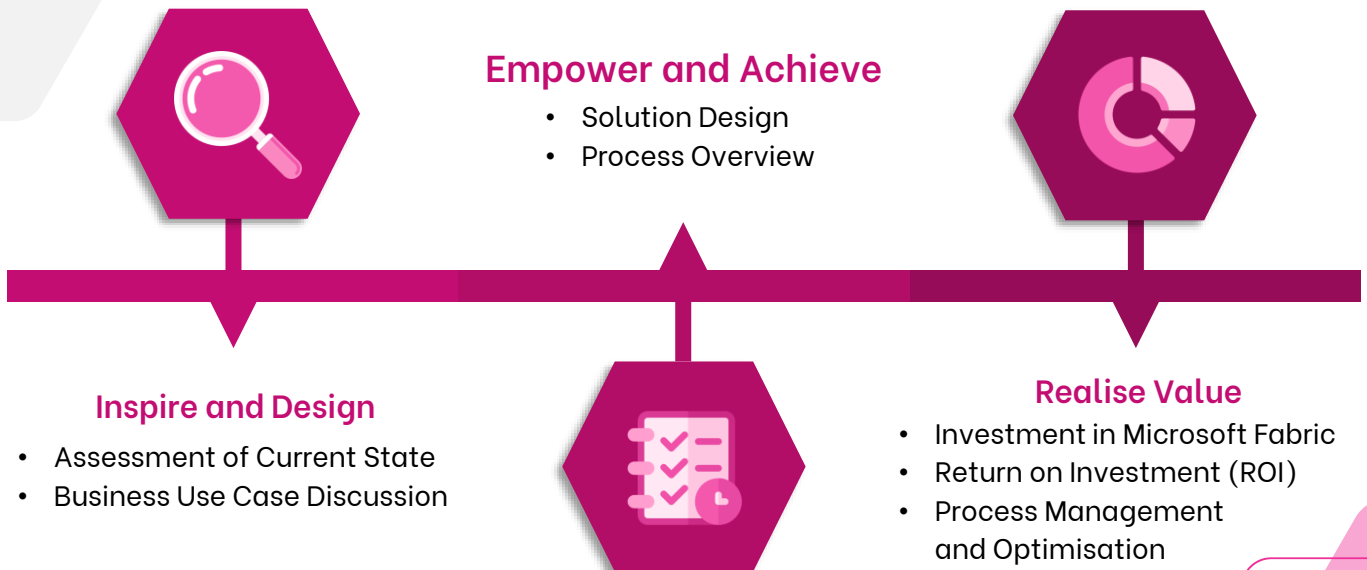 Empower and Achieve
• Solution Design
• Process Overview
Inspire and Design
• Assessment of Current State
• Business Use Case Discussion
Realise Value
• Investment in Microsoft Fabric
• Return on Investment (ROI)
• Process Management
and Optimisation